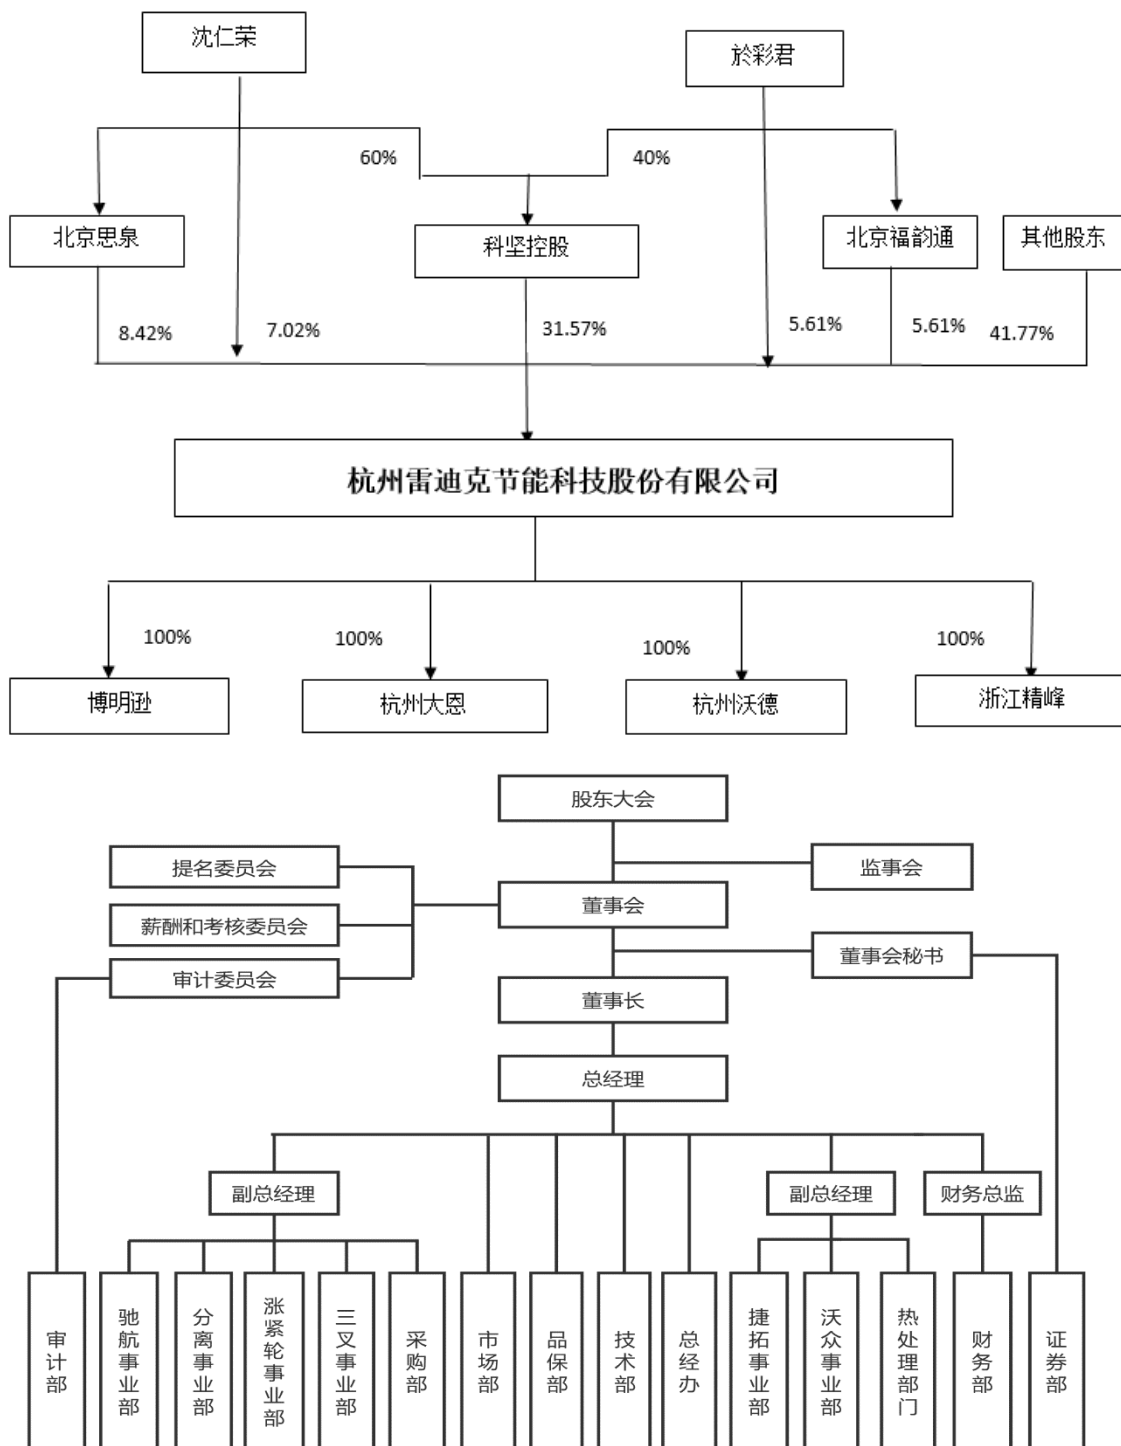 沈仁荣
於彩君
60%
40%
北京思泉
科坚控股
北京福韵通
其他股东
8.42%
7.02%
31.57%
5.61%
5.61%
41.77%
杭州雷迪克节能科技股份有限公司
100%
100%
100%
100%
博明逊
杭州大恩
杭州沃德
浙江精峰
股东大会
提名委员会
监事会
董事会
薪酬和考核委员会
董事会秘书
审计委员会
董事长
总经理
副总经理
副总经理
财务总监
审计部
驰航事业部
分离事业部
涨紧轮事业部
三叉事业部
采购部
市场部
品保部
技术部
总经办
捷拓事业部
沃众事业部
热处理部门
财务部
证券部